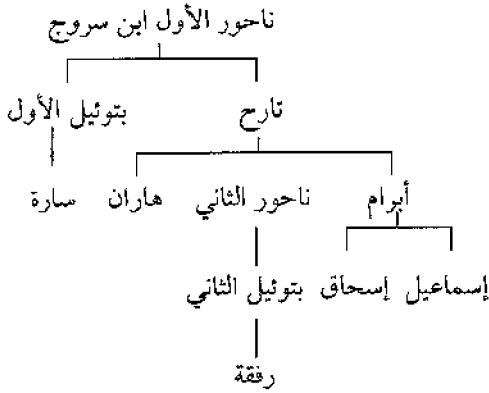 ناحور الأول ابن سروج
تارح بتوئيل الأول
أبرام ناحور الثاني هاران سارة
إسماعيل إسحاق بتوئيل الثاني
رفقة